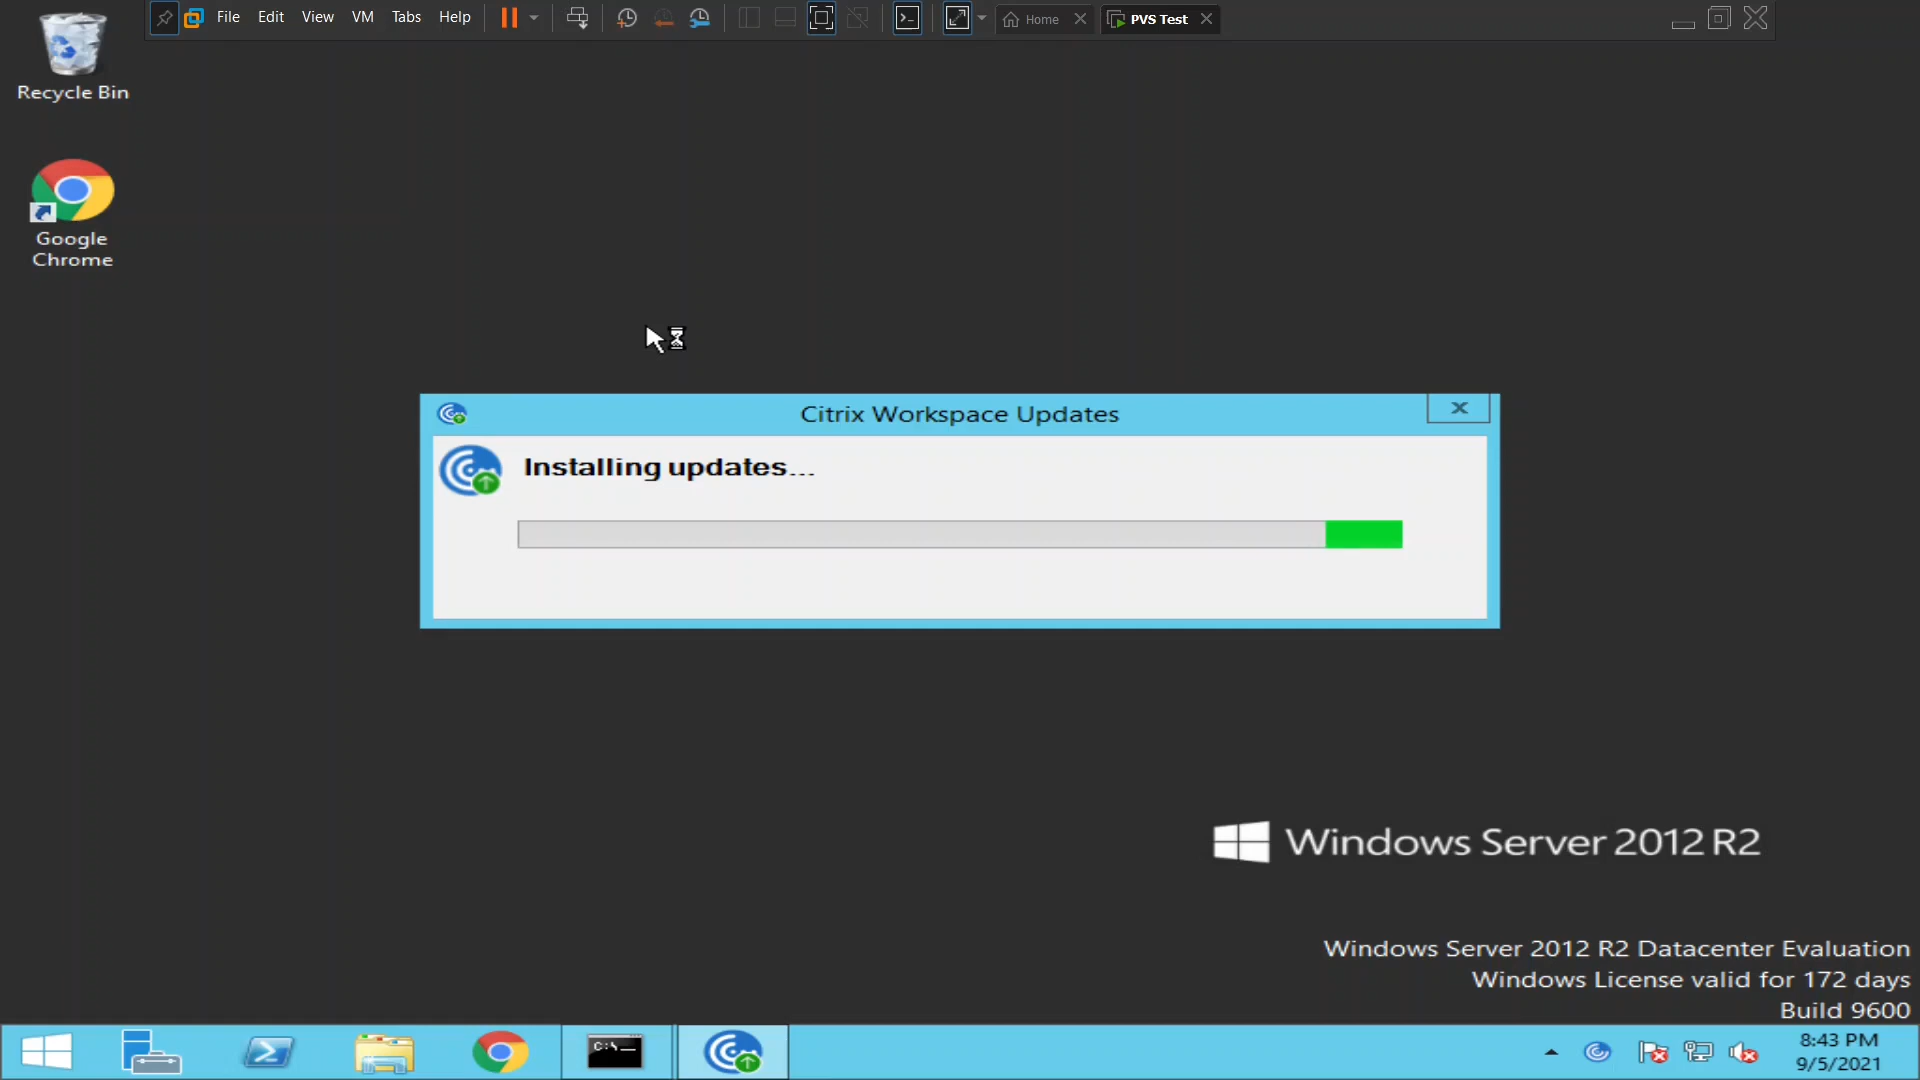 File Edit View VM Tabs Help Home PVS Test
Recycle Bin
Google
Chrome
Citrix Workspace Updates
Installing updates...
Windows Server 2012 R2
Windows Server 2012 R2 Datacenter Evaluation
Windows License valid for 172 days
Build 9600
C:\
8:43 PM
9/5/2021